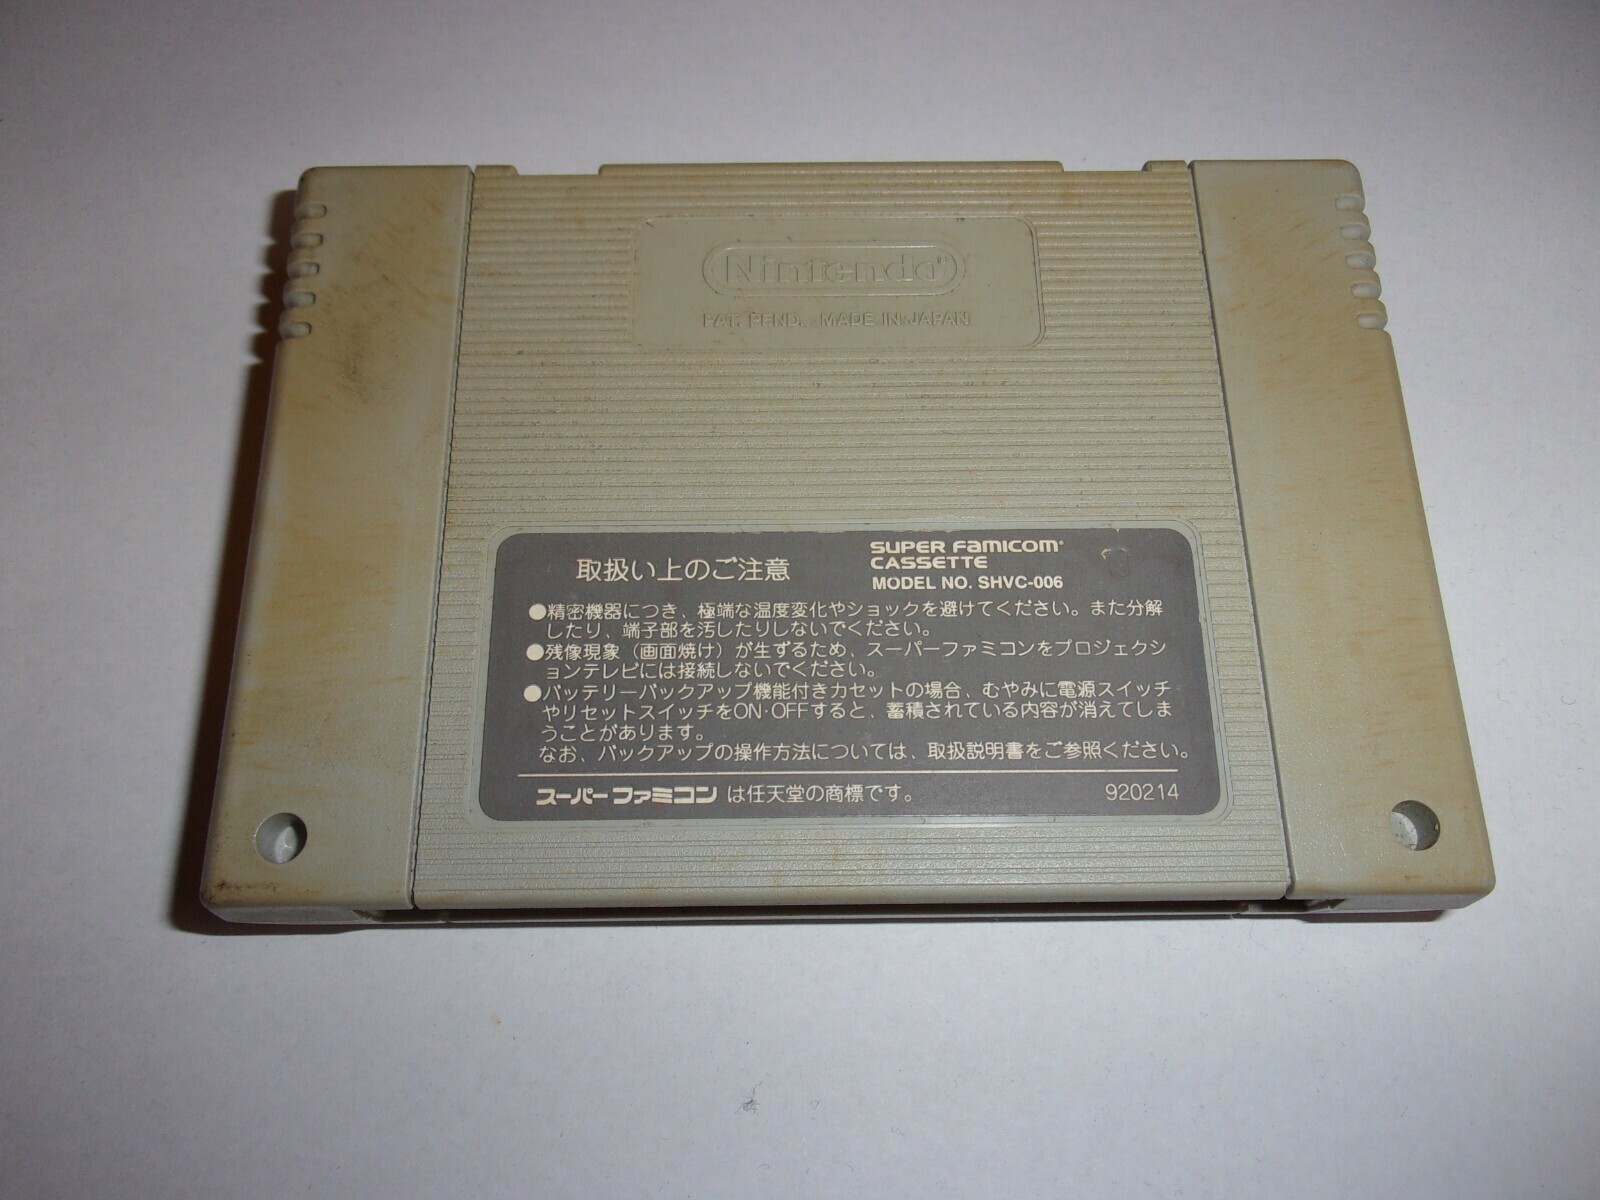 Nintendo®
PAT. PEND. MADE IN JAPAN
取扱い上のご注意
SUPER FAMICOM®
CASSETTE
MODEL NO. SHVC-006
●精密機器につき、極端な温度変化やショックを避けてください。また分解
したり、端子部を汚したりしないでください。
●残像現象（画面焼け）が生ずるため、スーパーファミコンをプロジェクシ
ョンテレビには接続しないでください。
●バッテリーバックアップ機能付きカセットの場合、むやみに電源スイッチ
やリセットスイッチをON・OFFすると、蓄積されている内容が消えてしま
うことがあります。
なお、バックアップの操作方法については、取扱説明書をご参照ください。
スーパーファミコンは任天堂の商標です。
920214